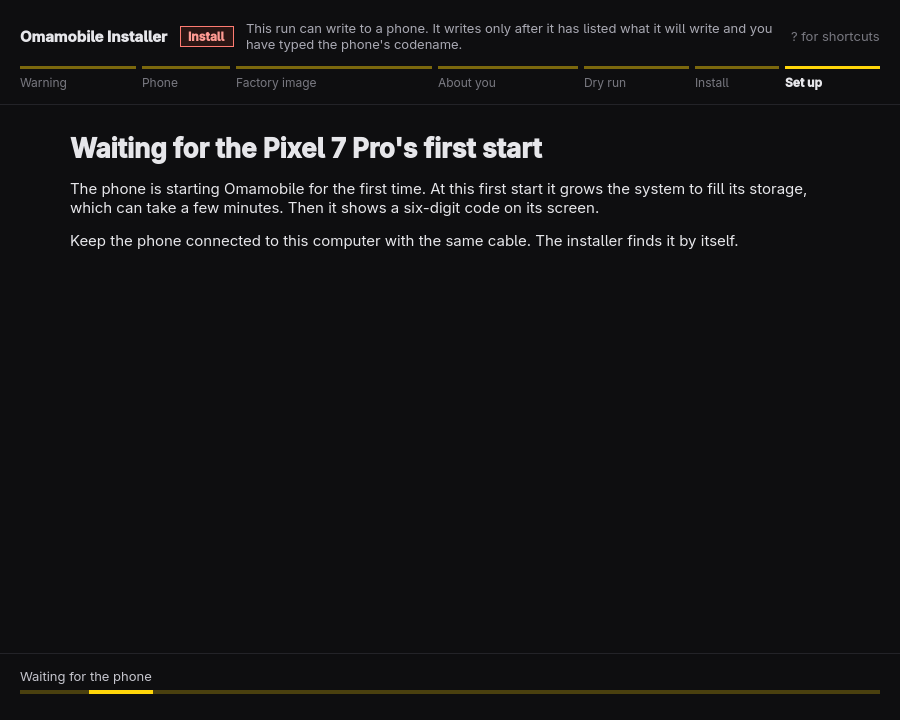 Omamobile Installer
Install
This run can write to a phone. It writes only after it has listed what it will write and you
have typed the phone's codename.
? for shortcuts
Warning
Phone
Factory image
About you
Dry run
Install
Set up
Waiting for the Pixel 7 Pro's first start
The phone is starting Omamobile for the first time. At this first start it grows the system to fill its storage,
which can take a few minutes. Then it shows a six-digit code on its screen.
Keep the phone connected to this computer with the same cable. The installer finds it by itself.
Waiting for the phone